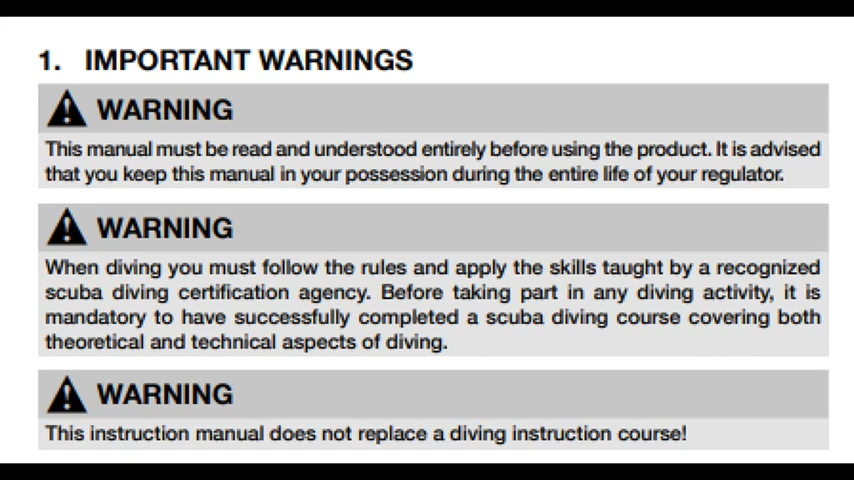 1. IMPORTANT WARNINGS
WARNING
This manual must be read and understood entirely before using the product. It is advised
that you keep this manual in your possession during the entire life of your regulator.
WARNING
When diving you must follow the rules and apply the skills taught by a recognized
scuba diving certification agency. Before taking part in any diving activity, it is
mandatory to have successfully completed a scuba diving course covering both
theoretical and technical aspects of diving.
WARNING
This instruction manual does not replace a diving instruction course!